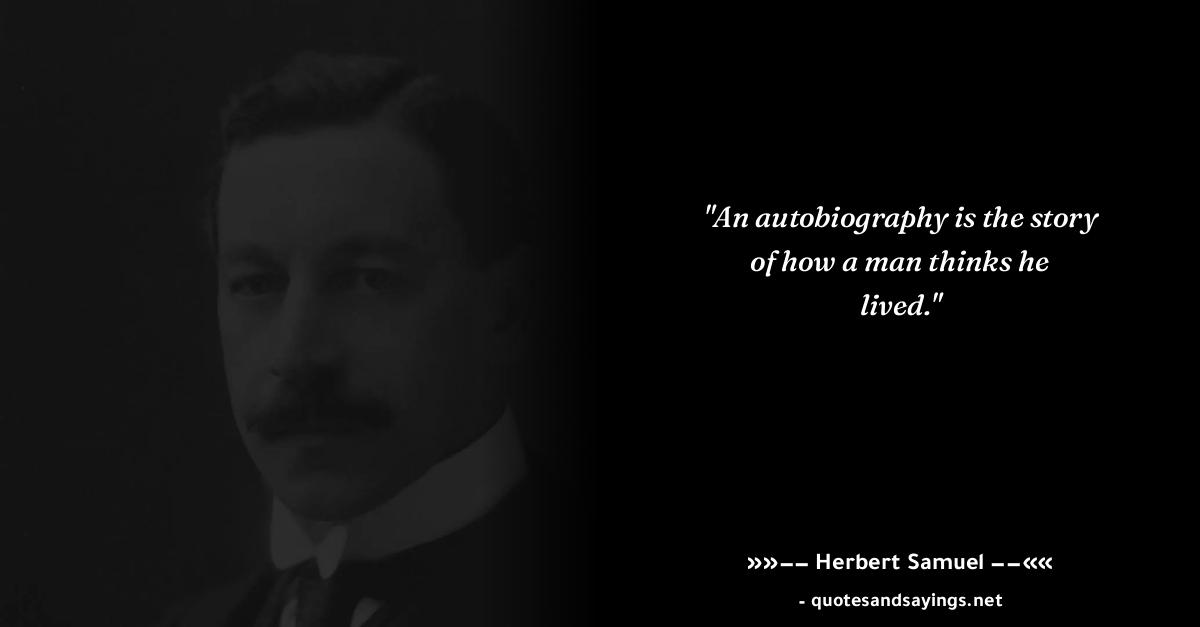 "An autobiography is the story
of how a man thinks he
lived."
»»–– Herbert Samuel ––««
- quotesandsayings.net